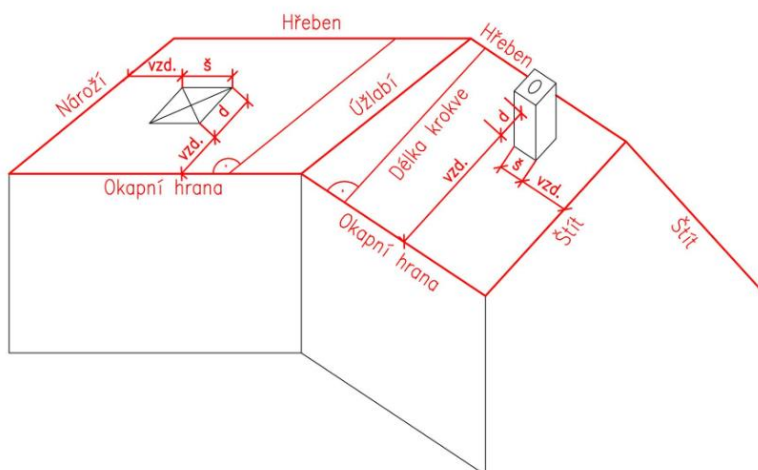 Hřeben
Hřeben
vzd.
š
Nároží
d
Úžlabí
d
Délka krokve
vzd.
vzd.
š
vzd.
Okapní hrana
Okapní hrana
Štít
Štít